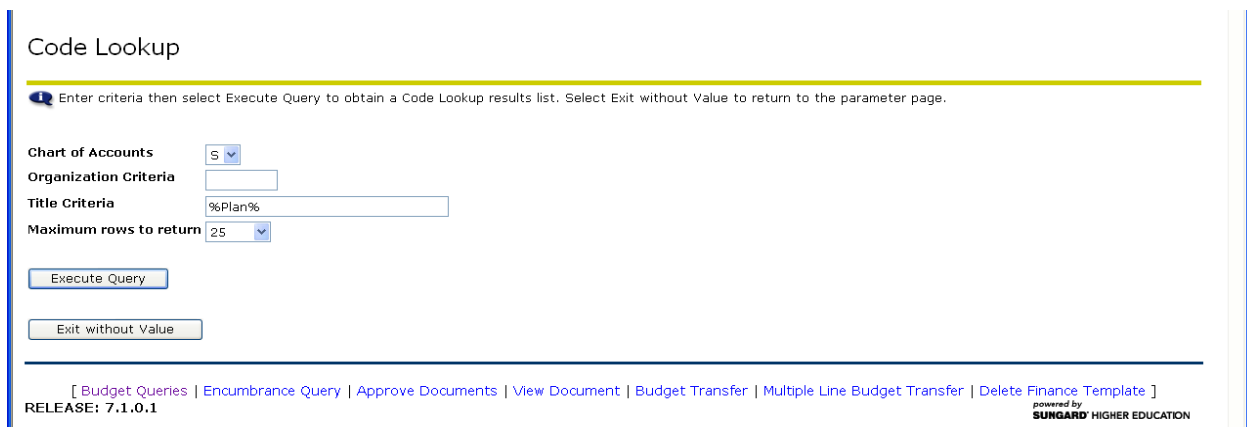 Code Lookup
Enter criteria then select Execute Query to obtain a Code Lookup results list. Select Exit without Value to return to the parameter page.
Chart of Accounts S
Organization Criteria
Title Criteria %Plan%
Maximum rows to return 25
Execute Query
Exit without Value
[ Budget Queries | Encumbrance Query | Approve Documents | View Document | Budget Transfer | Multiple Line Budget Transfer | Delete Finance Template ]
RELEASE: 7.1.0.1
powered by
SUNGARD' HIGHER EDUCATION